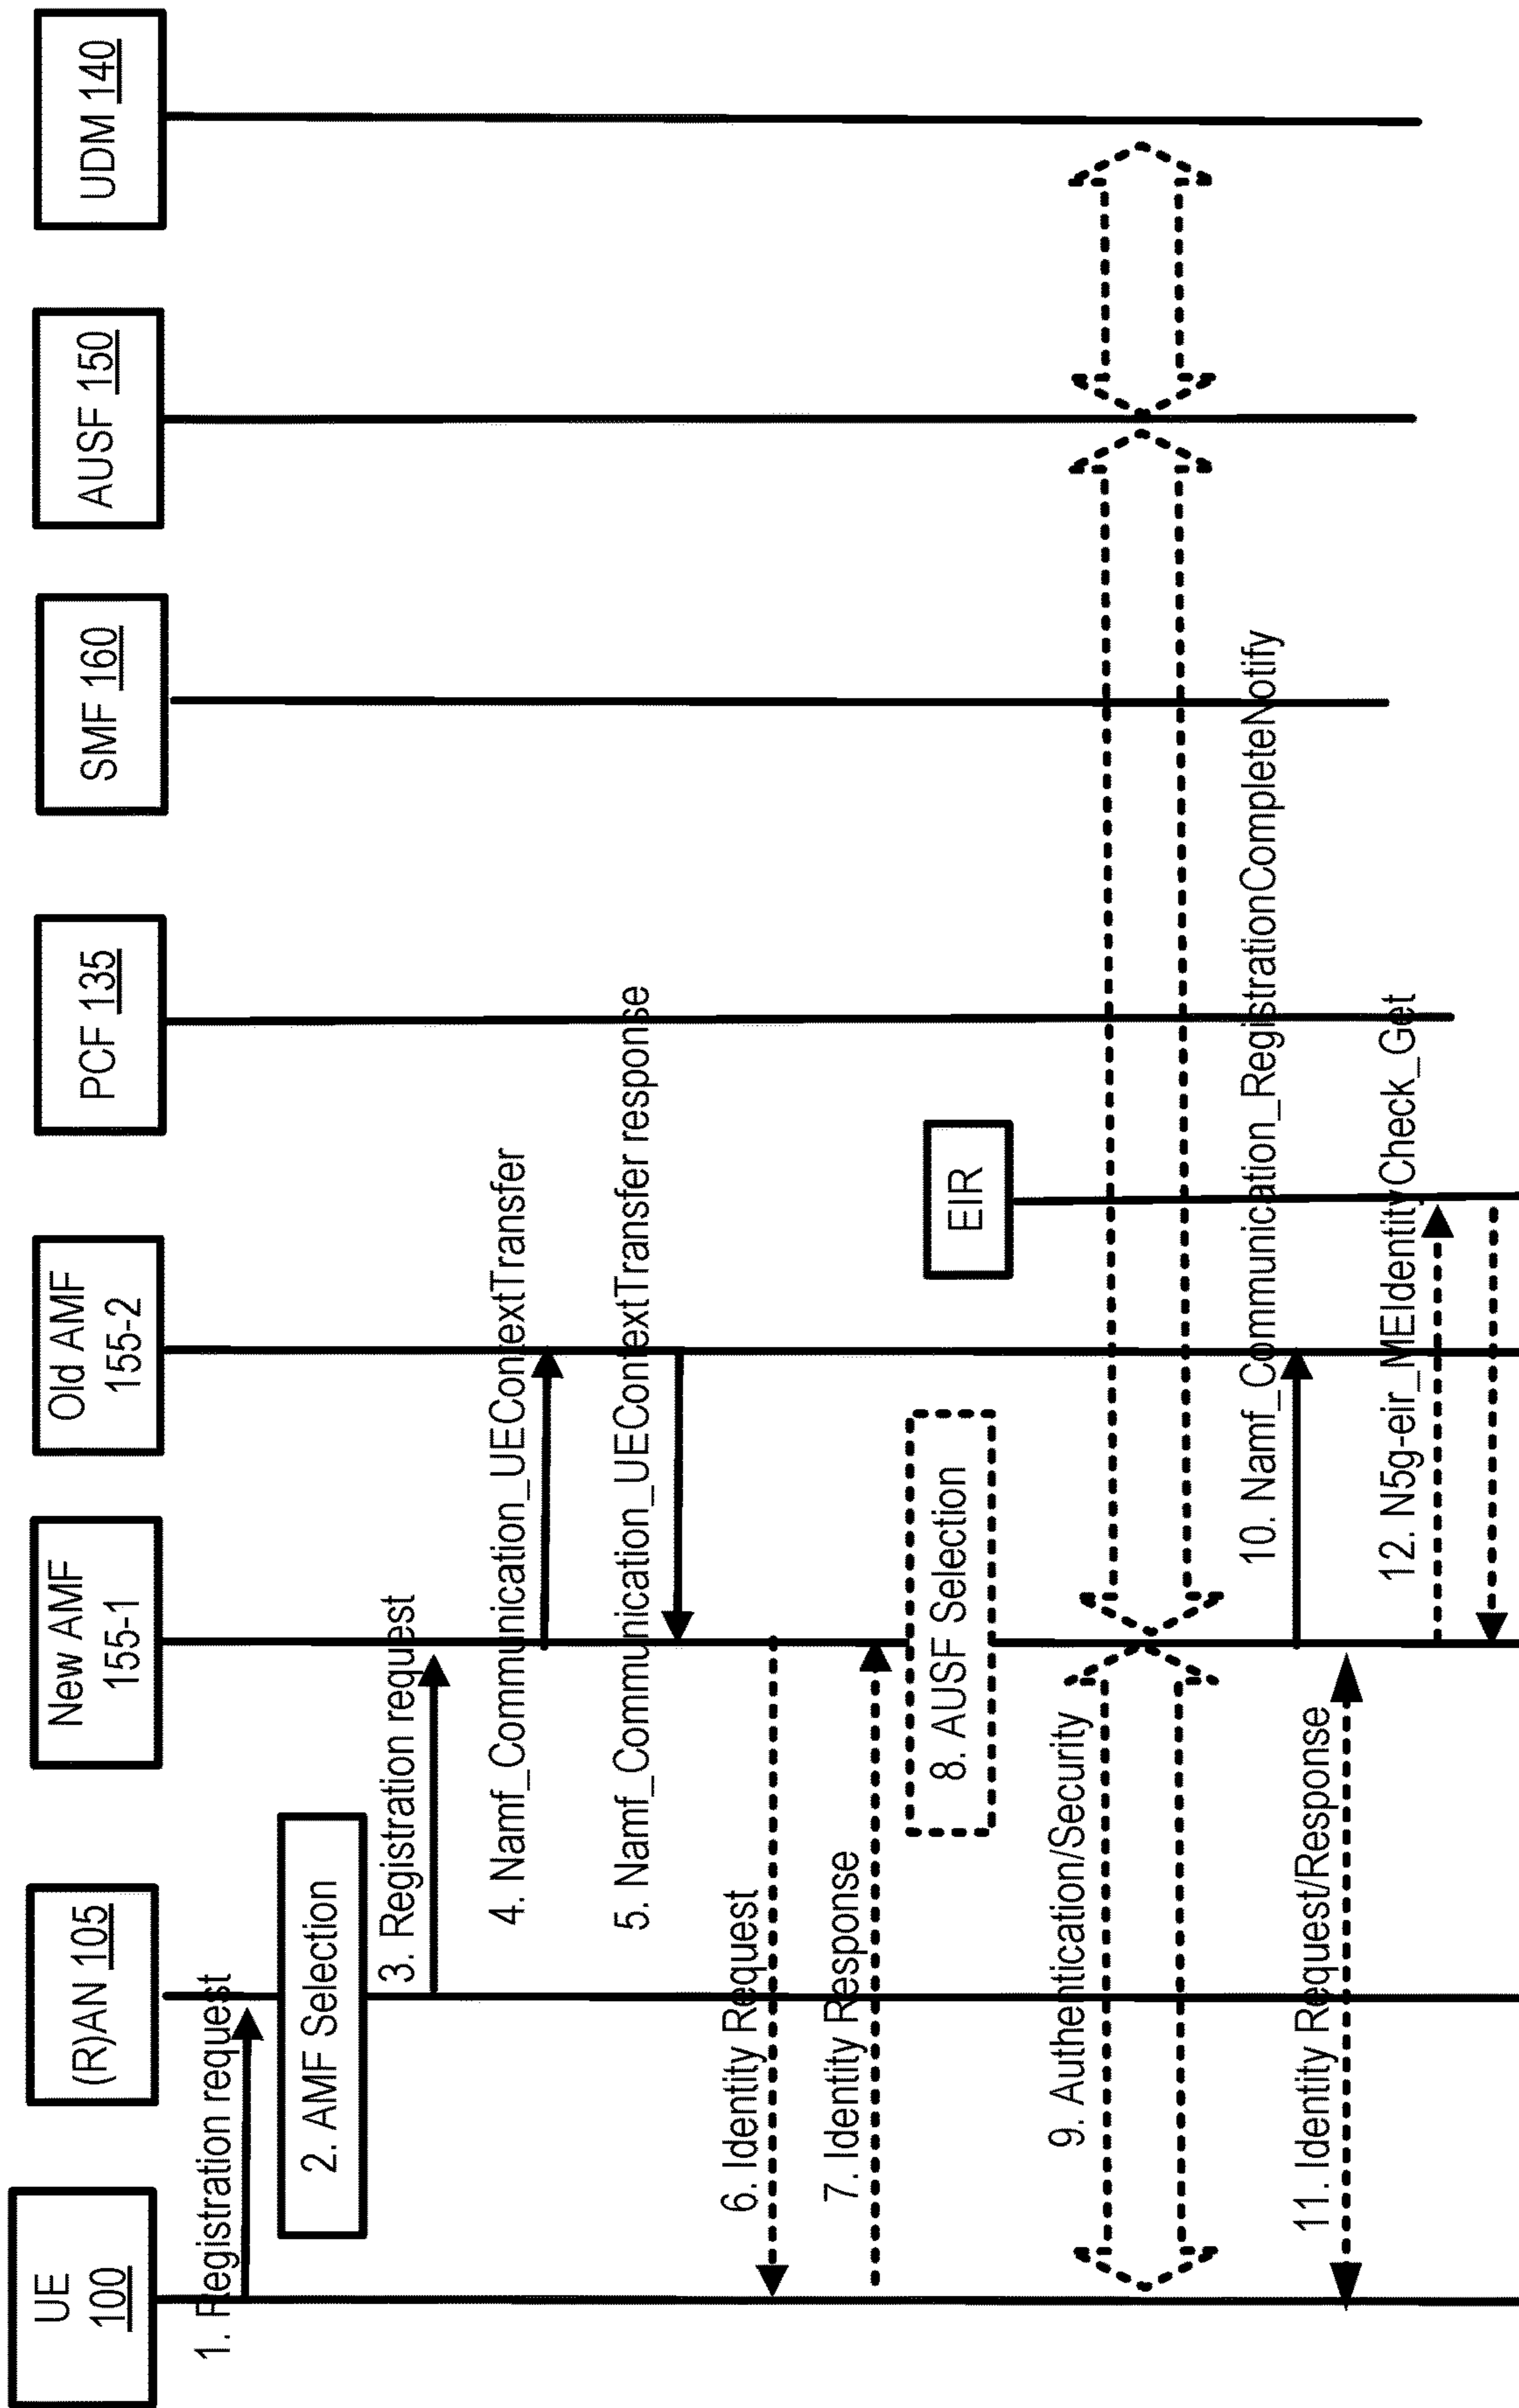 UE
100
(R)AN 105
New AMF
155-1
Old AMF
155-2
PCF 135
SMF 160
AUSF 150
UDM 140
1. Registration request
2. AMF Selection
3. Registration request
4. Namf_Communication_UEContextTransfer
5. Namf_Communication_UEContextTransfer response
6. Identity Request
7. Identity Response
8. AUSF Selection
EIR
9. Authentication/Security
10. Namf_Communication_RegistrationCompleteNotify
11. Identity Request/Response
12. N5g-eir_MEIdentityCheck_Get